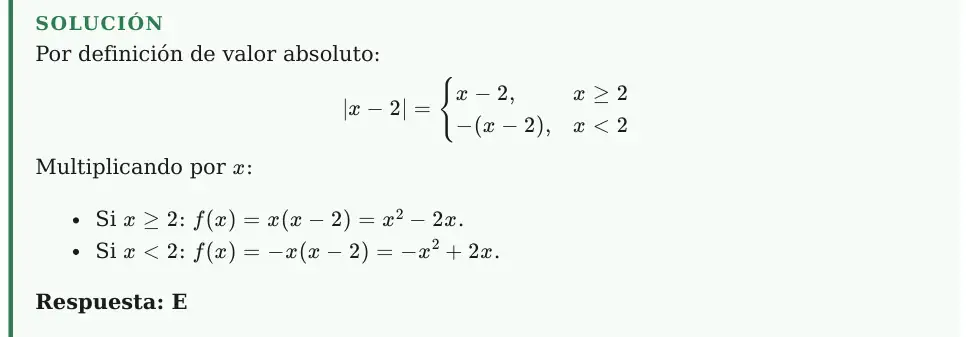 SOLUCIÓN
Por definición de valor absoluto:
|x − 2| = { x − 2, x ≥ 2
−(x − 2), x < 2
Multiplicando por x:
• Si x ≥ 2: f(x) = x(x − 2) = x² − 2x.
• Si x < 2: f(x) = −x(x − 2) = −x² + 2x.
Respuesta: E